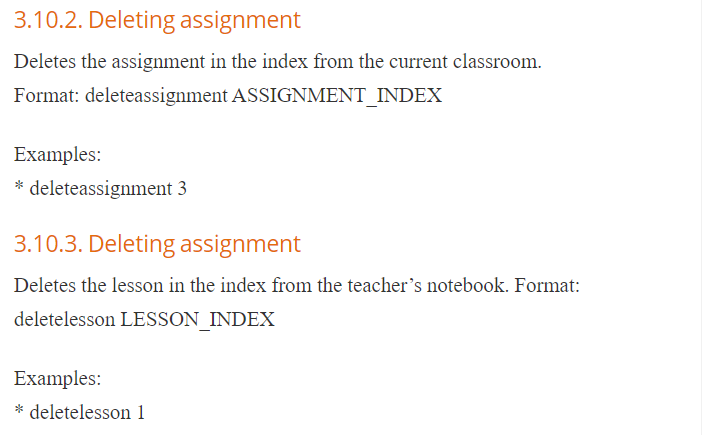 3.10.2. Deleting assignment
Deletes the assignment in the index from the current classroom.
Format: deleteassignment ASSIGNMENT_INDEX
Examples:
* deleteassignment 3
3.10.3. Deleting assignment
Deletes the lesson in the index from the teacher’s notebook. Format:
deletelesson LESSON_INDEX
Examples:
* deletelesson 1